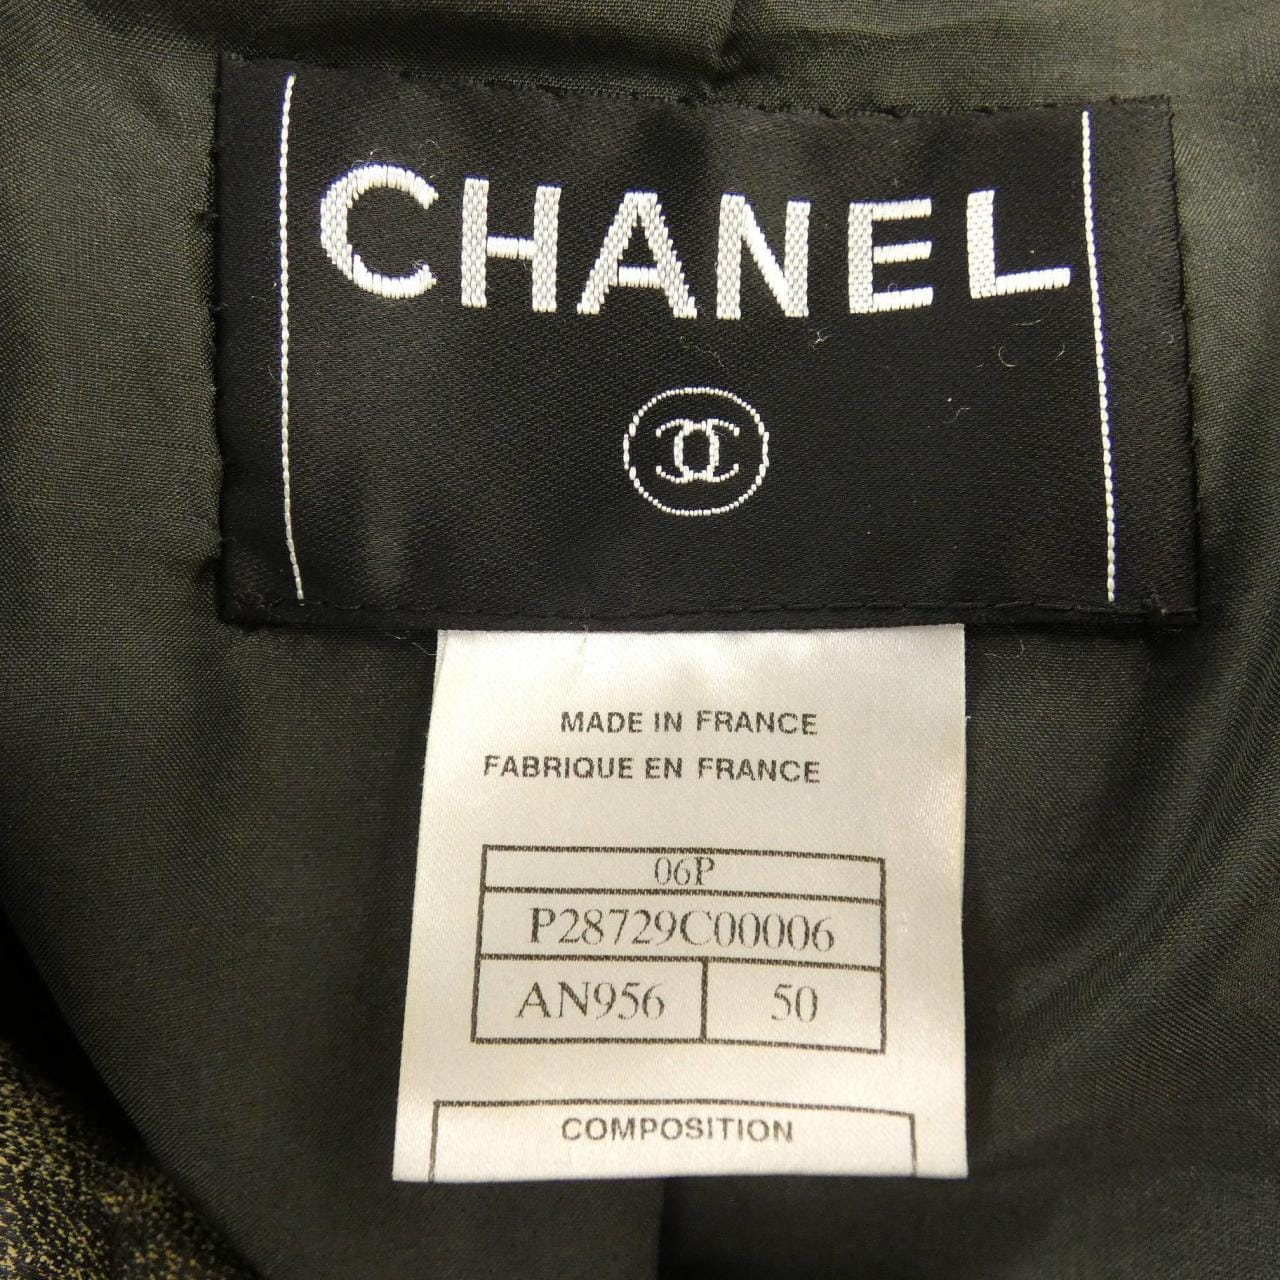 CHANEL
MADE IN FRANCE
FABRIQUE EN FRANCE
06P
P28729C00006
AN956 50
COMPOSITION